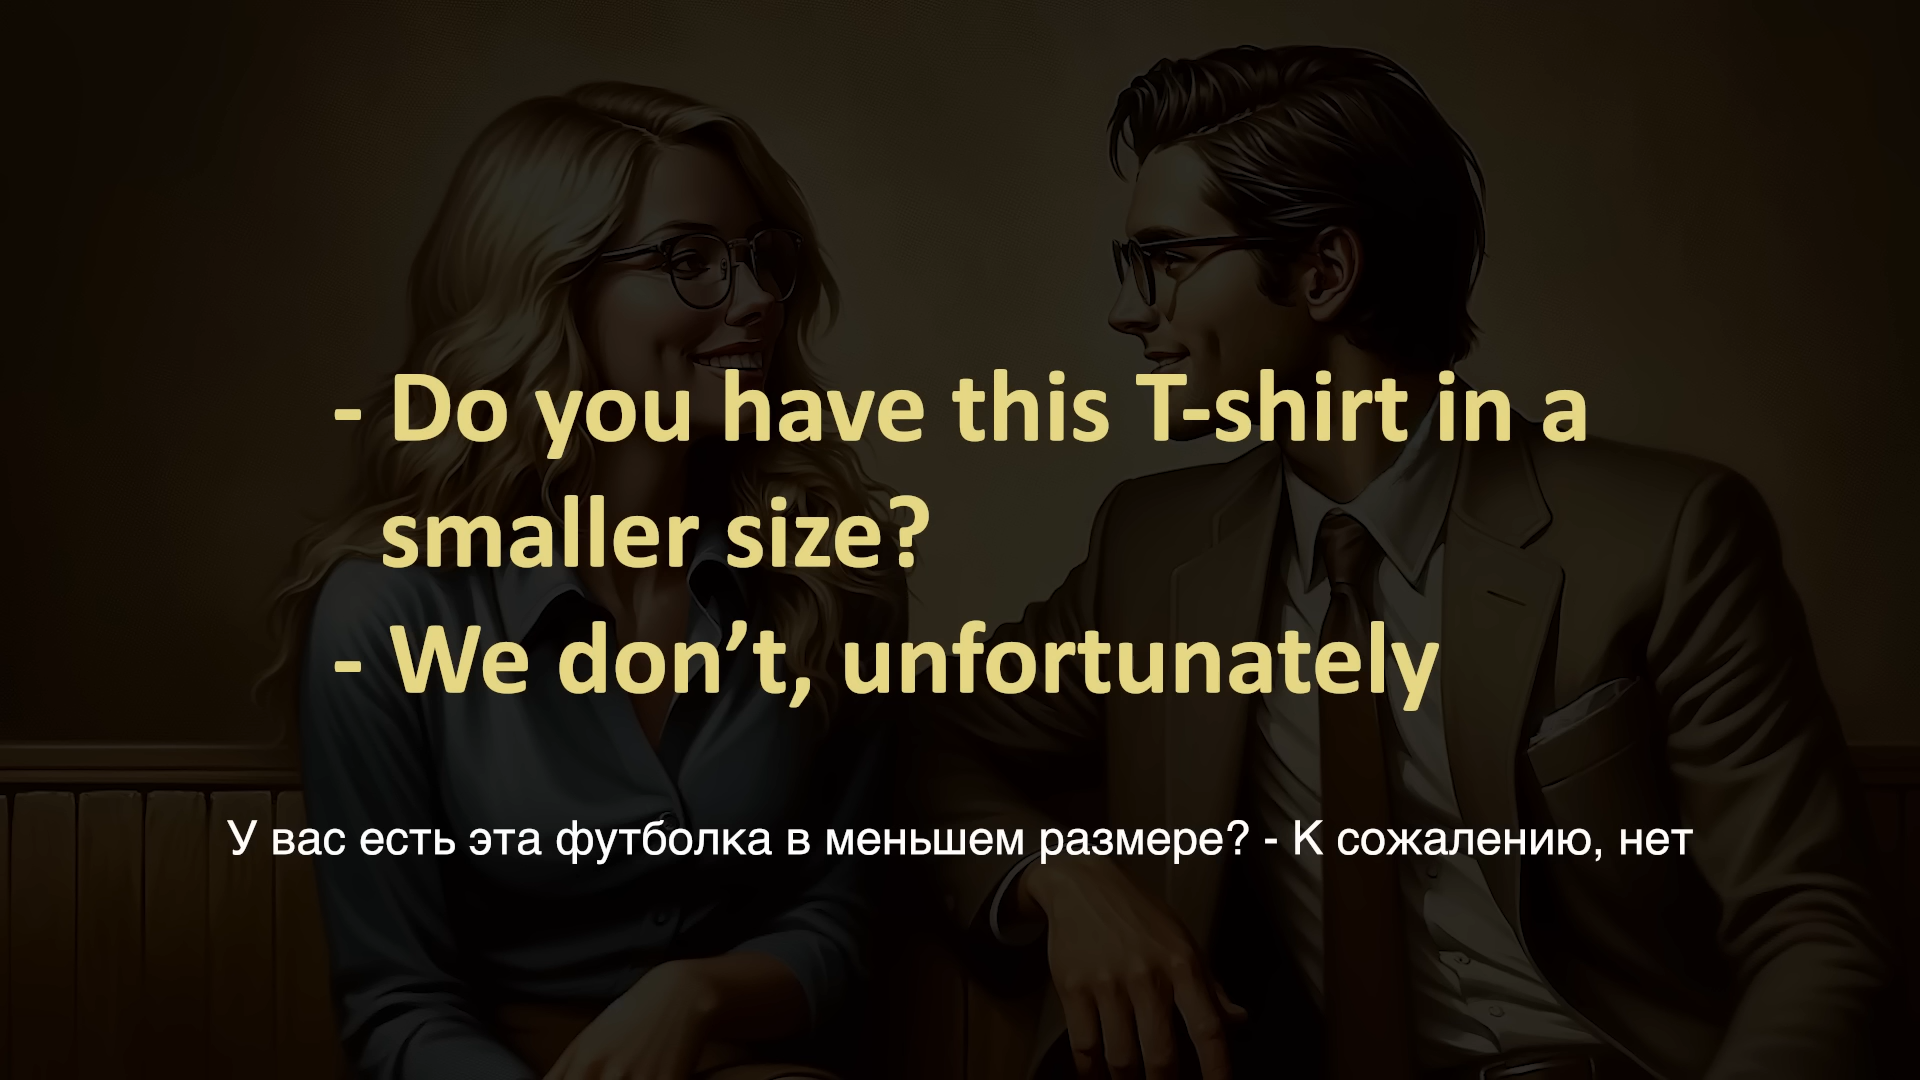 - Do you have this T-shirt in a
smaller size?
- We don’t, unfortunately
У вас есть эта футболка в меньшем размере? - К сожалению, нет